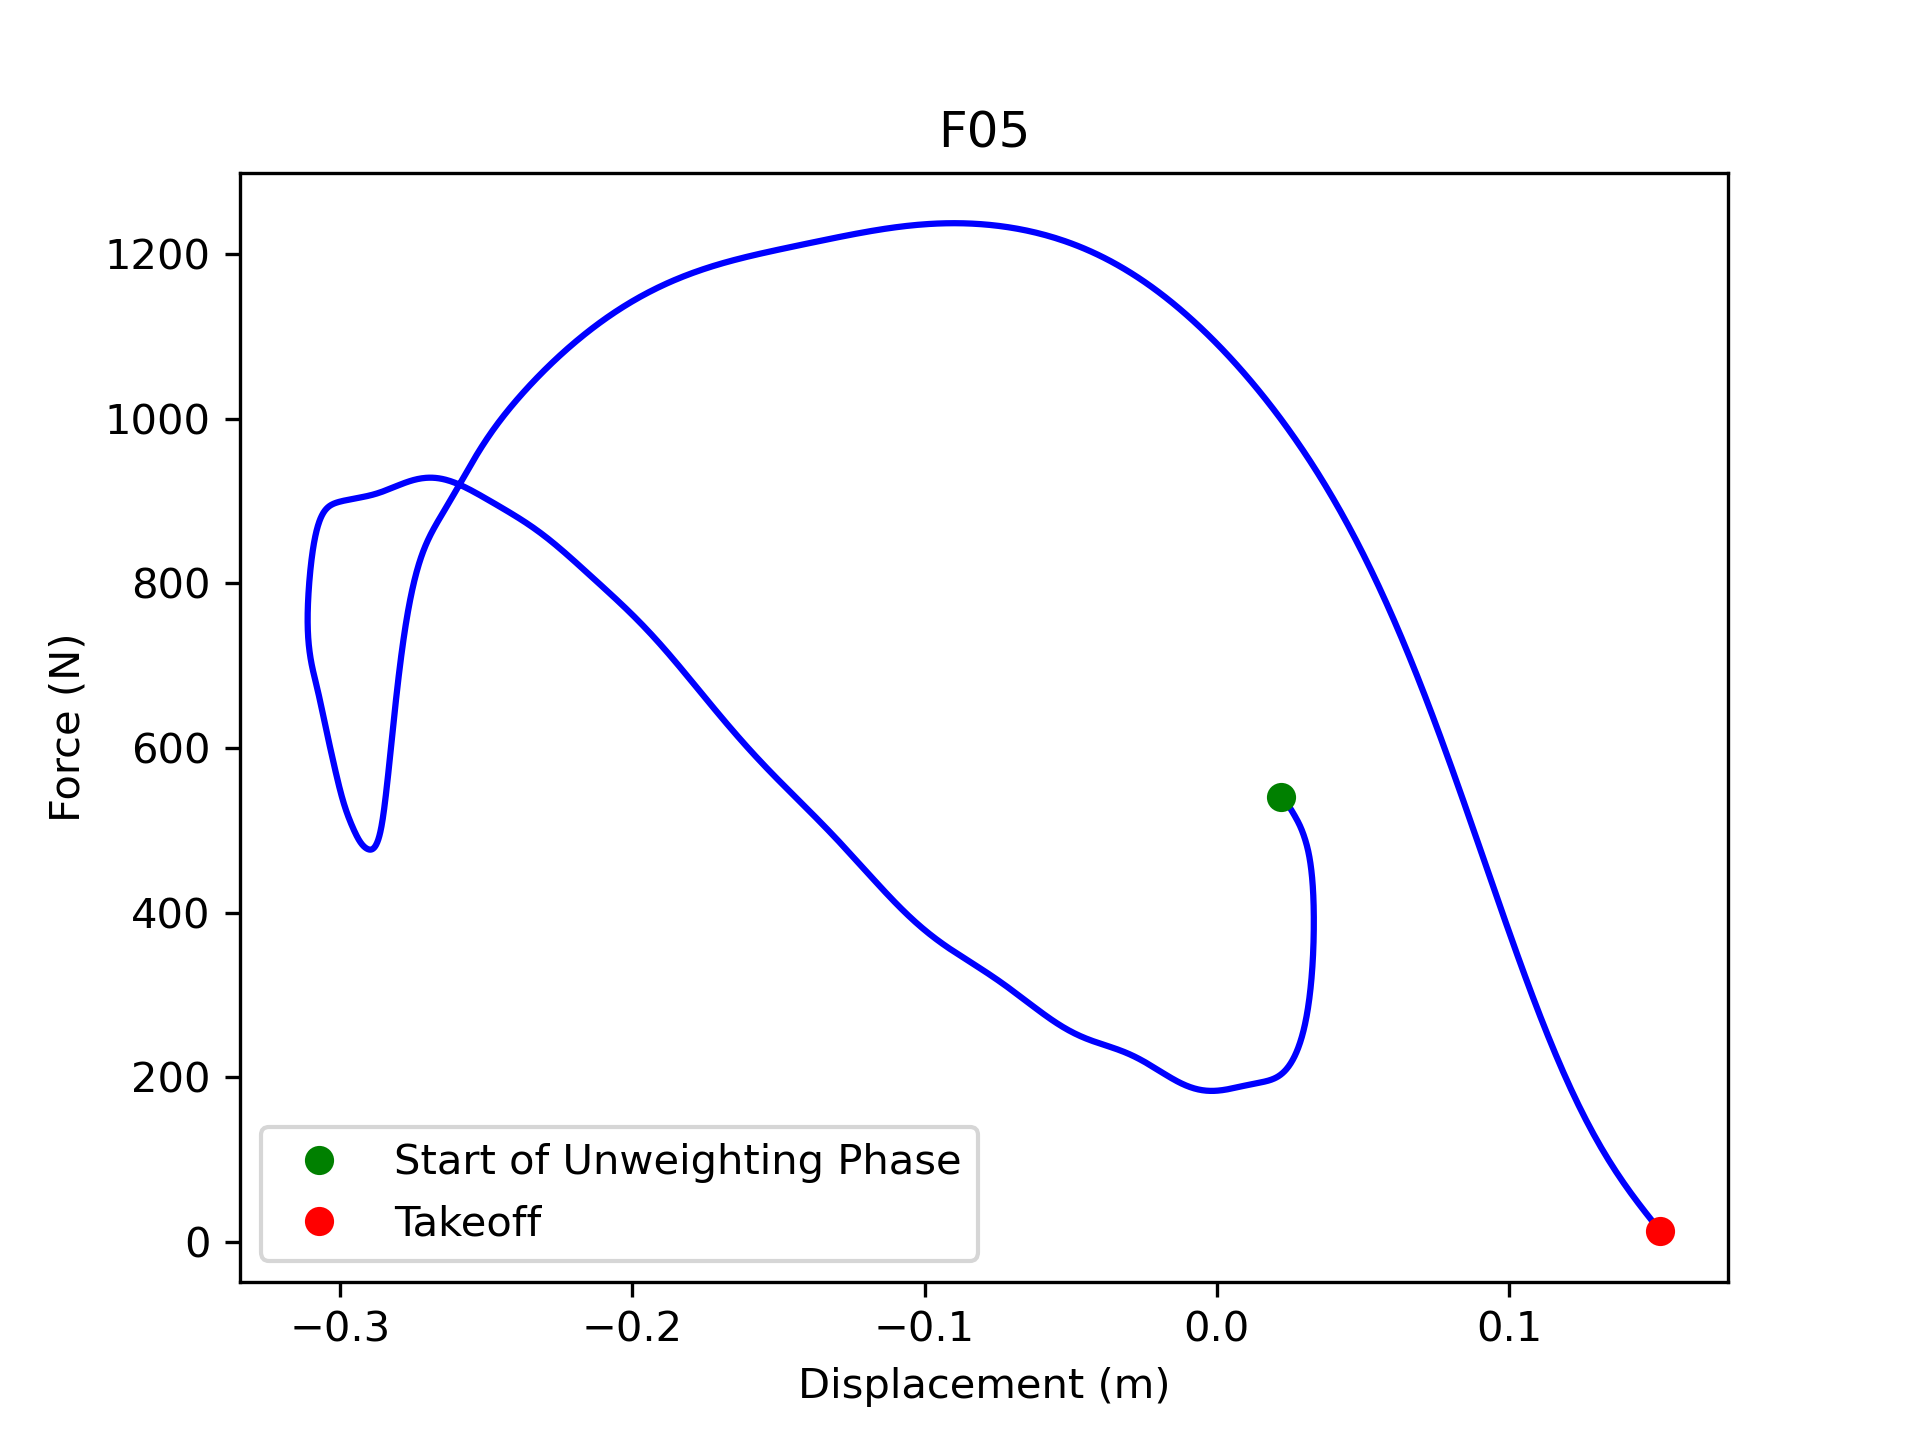 F05
1200
1000
800
600
400
200
0
Force (N)
Start of Unweighting Phase
Takeoff
−0.3 −0.2 −0.1 0.0 0.1
Displacement (m)